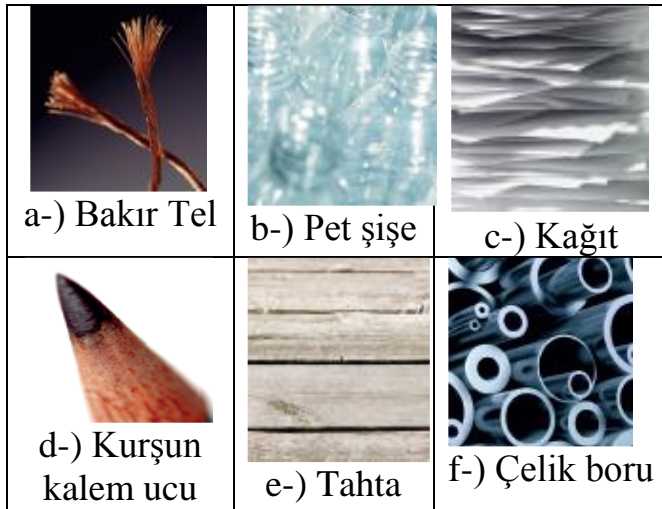 a-) Bakır Tel
b-) Pet şişe
c-) Kağıt
d-) Kurşun
kalem ucu
e-) Tahta
f-) Çelik boru